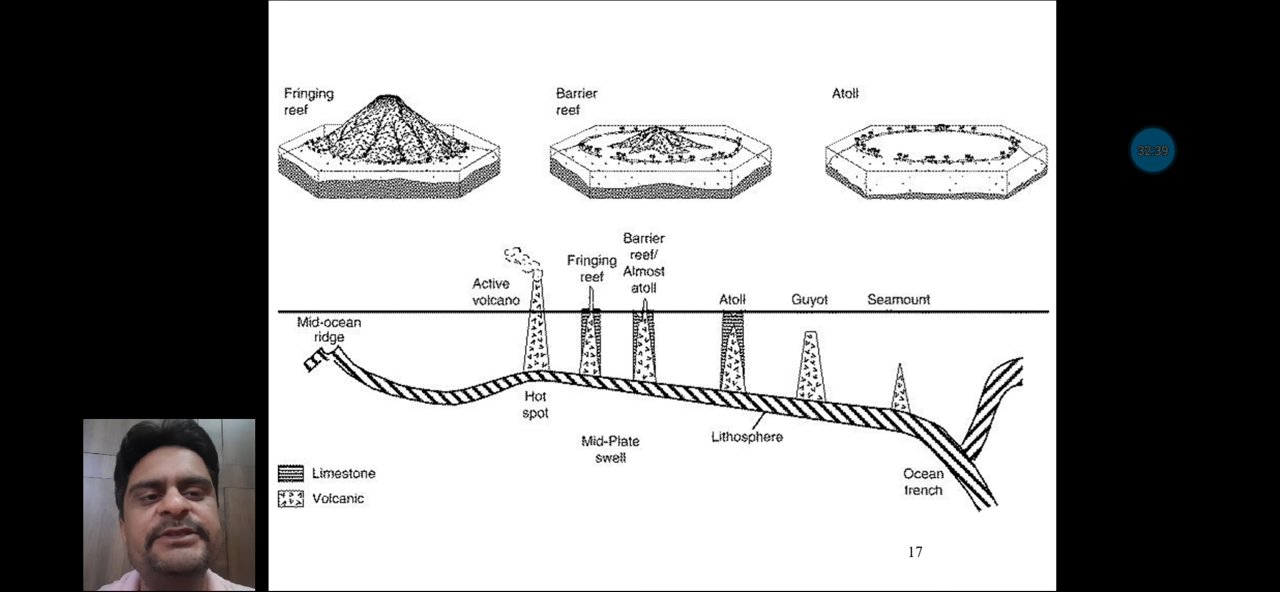 Fringing
reef
Barrier
reef
Atoll
32:39
Barrier
reef/
Almost
atoll
Fringing
reef
Active
volcano
Atoll
Guyot
Seamount
Mid-ocean
ridge
Hot
spot
Mid-Plate
swell
Lithosphere
Ocean
trench
Limestone
Volcanic
17